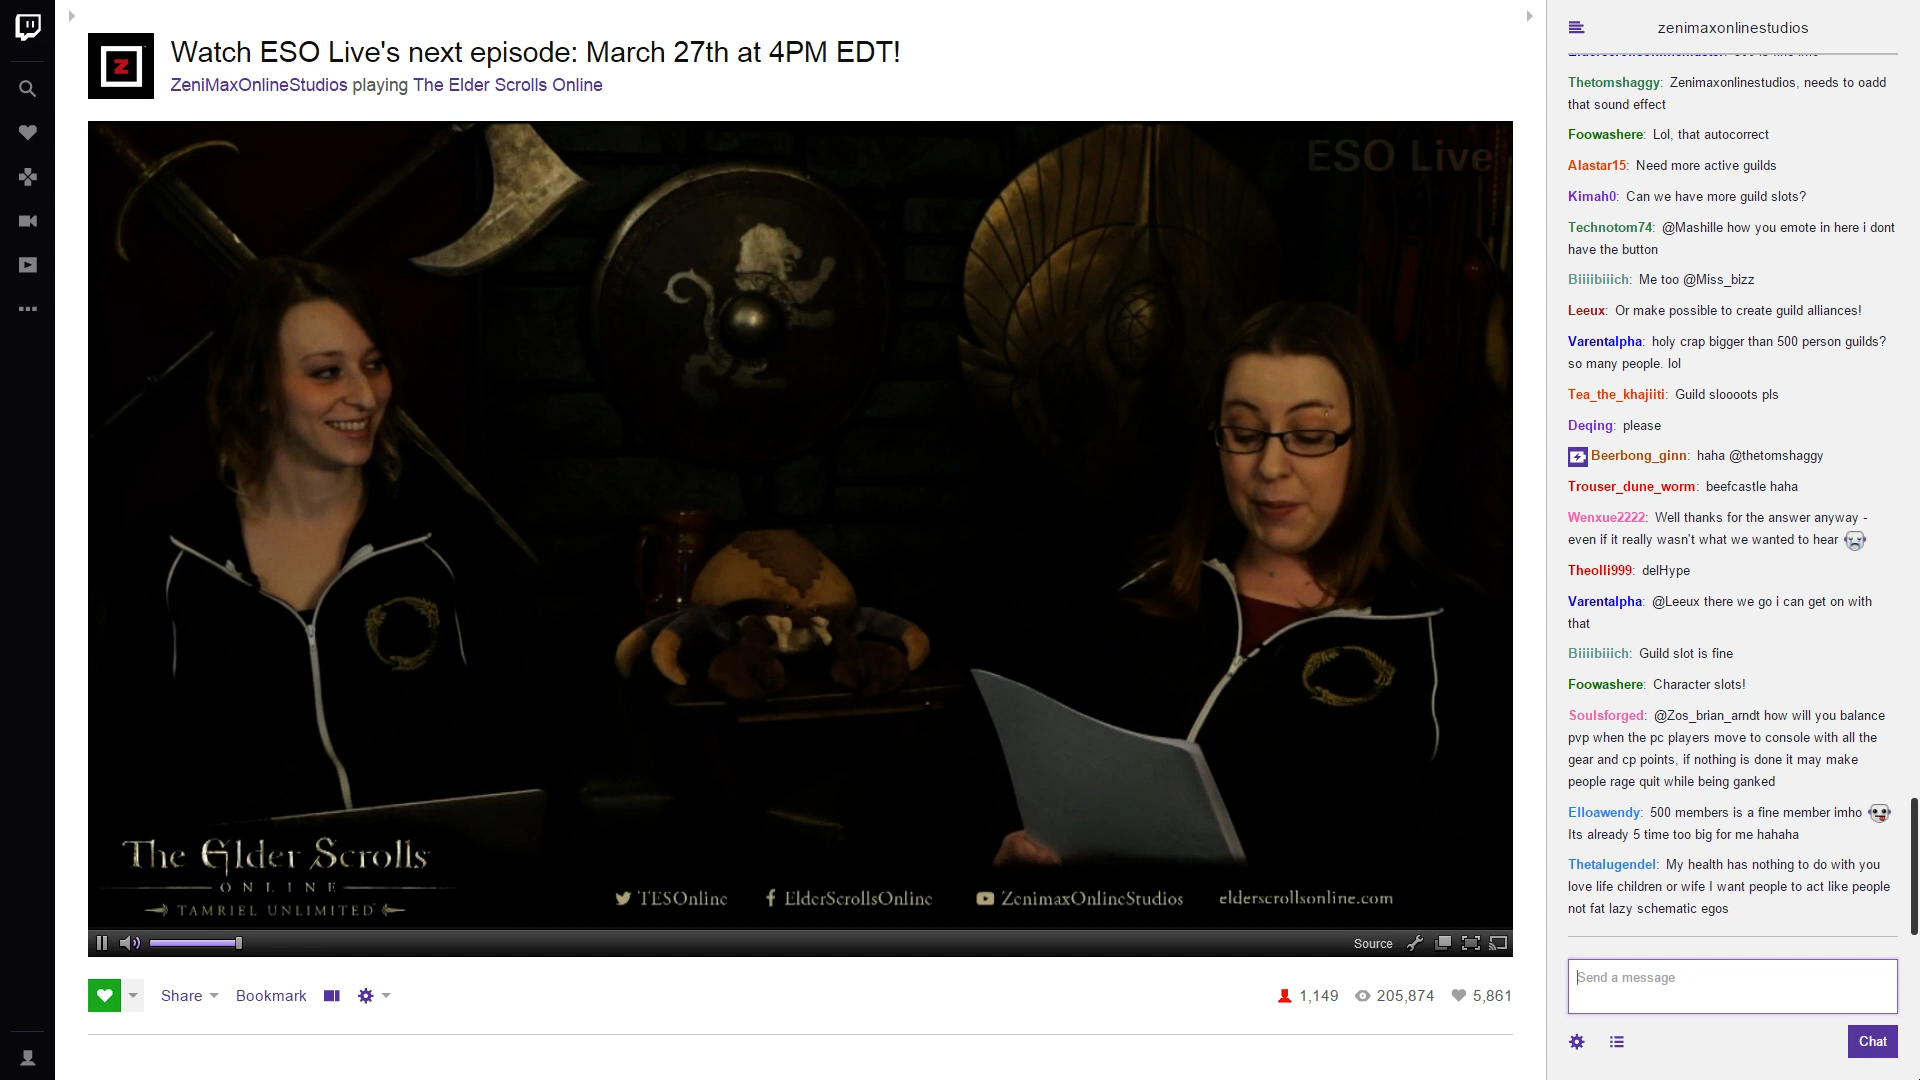 Watch ESO Live's next episode: March 27th at 4PM EDT!
ZeniMaxOnlineStudios playing The Elder Scrolls Online
ESO Live
The Elder Scrolls
ONLINE
TAMRIEL UNLIMITED
TESOnline
ElderScrollsOnline
ZenimaxOnlineStudios
elderscrollsonline.com
Source
Share
Bookmark
1,149
205,874
5,861
zenimaxonlinestudios
Thetomshaggy: Zenimaxonlinestudios, needs to oadd
that sound effect
Foowashere: Lol, that autocorrect
Alastar15: Need more active guilds
Kimah0: Can we have more guild slots?
Technotom74: @Mashille how you emote in here i dont
have the button
Biiiibiiich: Me too @Miss_bizz
Leeux: Or make possible to create guild alliances!
Varentalpha: holy crap bigger than 500 person guilds?
so many people. lol
Tea_the_khajiiti: Guild sloooots pls
Deqing: please
Beerbong_ginn: haha @thetomshaggy
Trouser_dune_worm: beefcastle haha
Wenxue2222: Well thanks for the answer anyway -
even if it really wasn't what we wanted to hear
Theolli999: delHype
Varentalpha: @Leeux there we go i can get on with
that
Biiiibiiich: Guild slot is fine
Foowashere: Character slots!
Soulsforged: @Zos_brian_arndt how will you balance
pvp when the pc players move to console with all the
gear and cp points, if nothing is done it may make
people rage quit while being ganked
Elloawendy: 500 members is a fine member imho
Its already 5 time too big for me hahaha
Thetalugendel: My health has nothing to do with you
love life children or wife I want people to act like people
not fat lazy schematic egos
Send a message
Chat